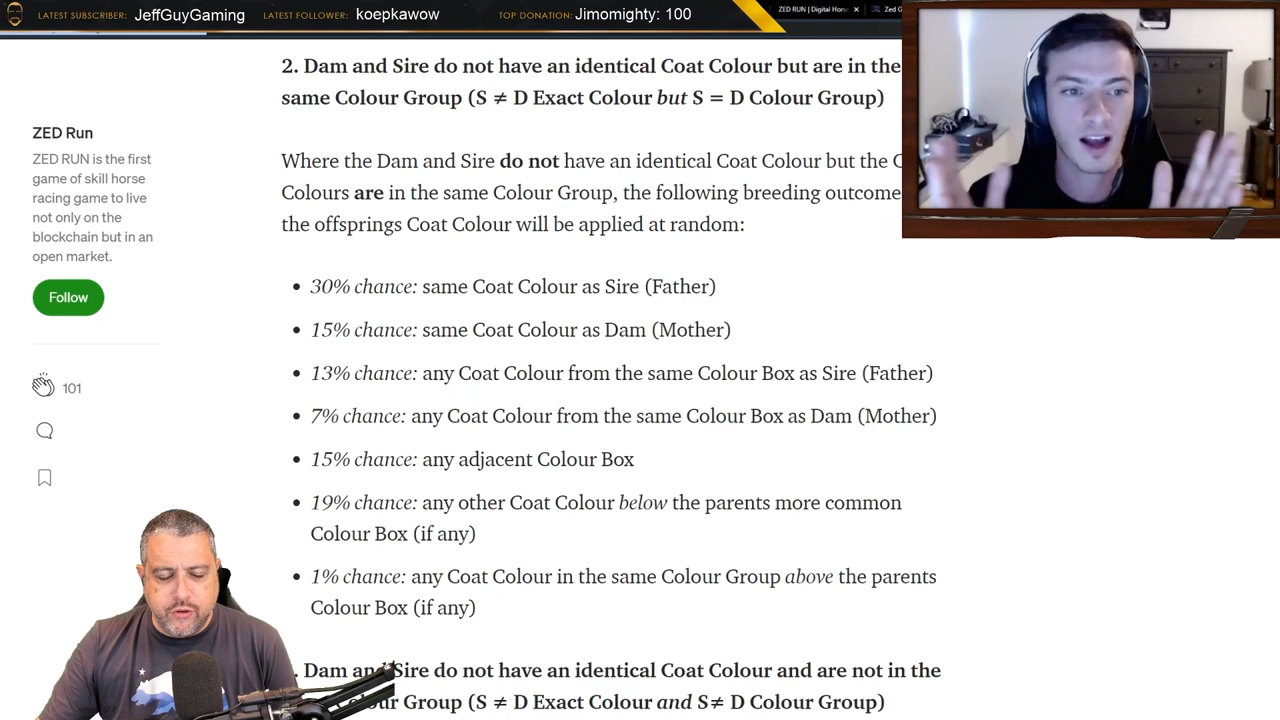 LATEST SUBSCRIBER: JeffGuyGaming LATEST FOLLOWER: koepkawow TOP DONATION: Jimomighty: 100
ZED RUN | Digital Hors × Zed G
2. Dam and Sire do not have an identical Coat Colour but are in the
same Colour Group (S ≠ D Exact Colour but S = D Colour Group)
ZED Run
ZED RUN is the first
game of skill horse
racing game to live
not only on the
blockchain but in an
open market.
Follow
101
Where the Dam and Sire do not have an identical Coat Colour but the C
Colours are in the same Colour Group, the following breeding outcome
the offsprings Coat Colour will be applied at random:
• 30% chance: same Coat Colour as Sire (Father)
• 15% chance: same Coat Colour as Dam (Mother)
• 13% chance: any Coat Colour from the same Colour Box as Sire (Father)
• 7% chance: any Coat Colour from the same Colour Box as Dam (Mother)
• 15% chance: any adjacent Colour Box
• 19% chance: any other Coat Colour below the parents more common
Colour Box (if any)
• 1% chance: any Coat Colour in the same Colour Group above the parents
Colour Box (if any)
. Dam and Sire do not have an identical Coat Colour and are not in the
ur Group (S ≠ D Exact Colour and S≠ D Colour Group)